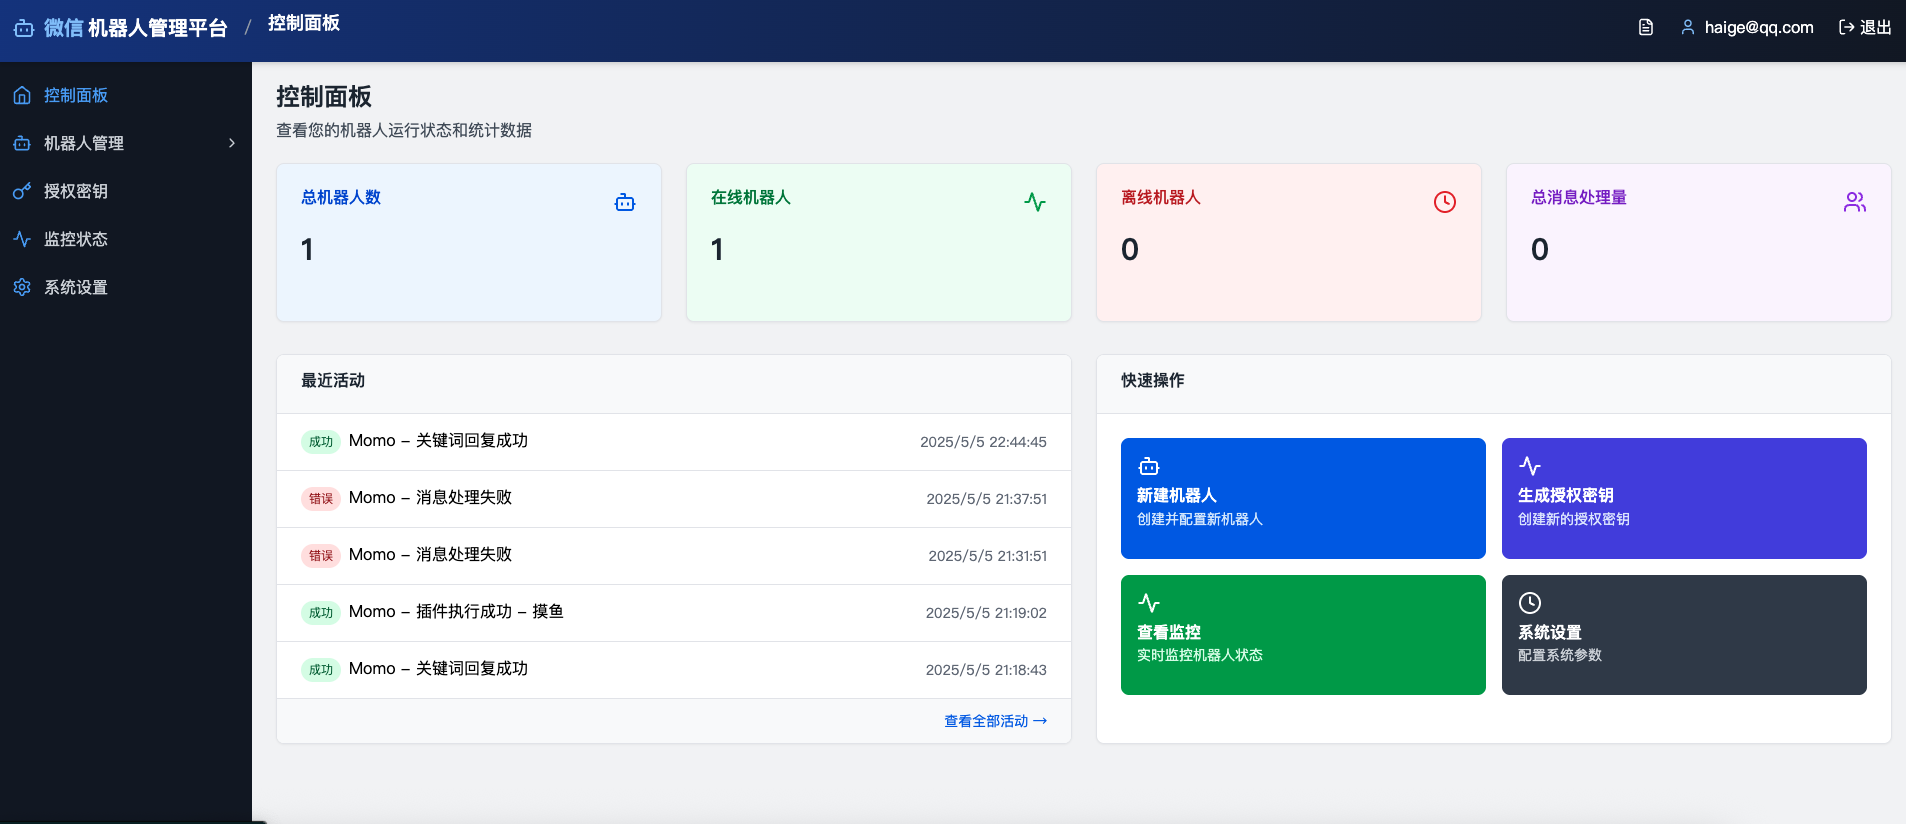 微信 机器人管理平台 / 控制面板
haige@qq.com
退出
控制面板
机器人管理
授权密钥
监控状态
系统设置
控制面板
查看您的机器人运行状态和统计数据
总机器人数
1
在线机器人
1
离线机器人
0
总消息处理量
0
最近活动
成功 Momo – 关键词回复成功 2025/5/5 22:44:45
错误 Momo – 消息处理失败 2025/5/5 21:37:51
错误 Momo – 消息处理失败 2025/5/5 21:31:51
成功 Momo – 插件执行成功 – 摸鱼 2025/5/5 21:19:02
成功 Momo – 关键词回复成功 2025/5/5 21:18:43
查看全部活动 →
快速操作
新建机器人
创建并配置新机器人
生成授权密钥
创建新的授权密钥
查看监控
实时监控机器人状态
系统设置
配置系统参数